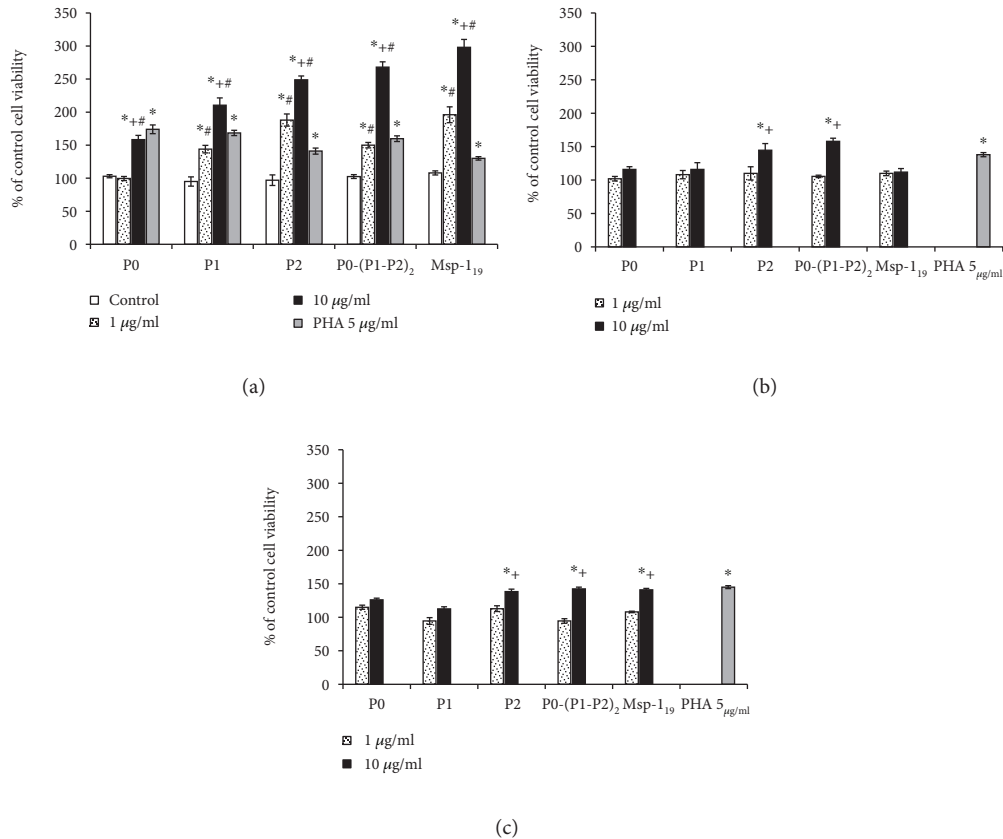 350
300
250
200
150
100
50
0
% of control cell viability
*+# *
*# *+# *
*# *+# *
*# *+# *
*# *+# *
P0 P1 P2 P0-(P1-P2)₂ Msp-1₁₉
Control 10 μg/ml
1 μg/ml PHA 5 μg/ml
(a)
350
300
250
200
150
100
50
0
% of control cell viability
*+ *+ *
P0 P1 P2 P0-(P1-P2)₂ Msp-1₁₉ PHA 5μg/ml
1 μg/ml
10 μg/ml
(b)
350
300
250
200
150
100
50
0
% of control cell viability
*+ *+ *+ *
P0 P1 P2 P0-(P1-P2)₂ Msp-1₁₉ PHA 5μg/ml
1 μg/ml
10 μg/ml
(c)